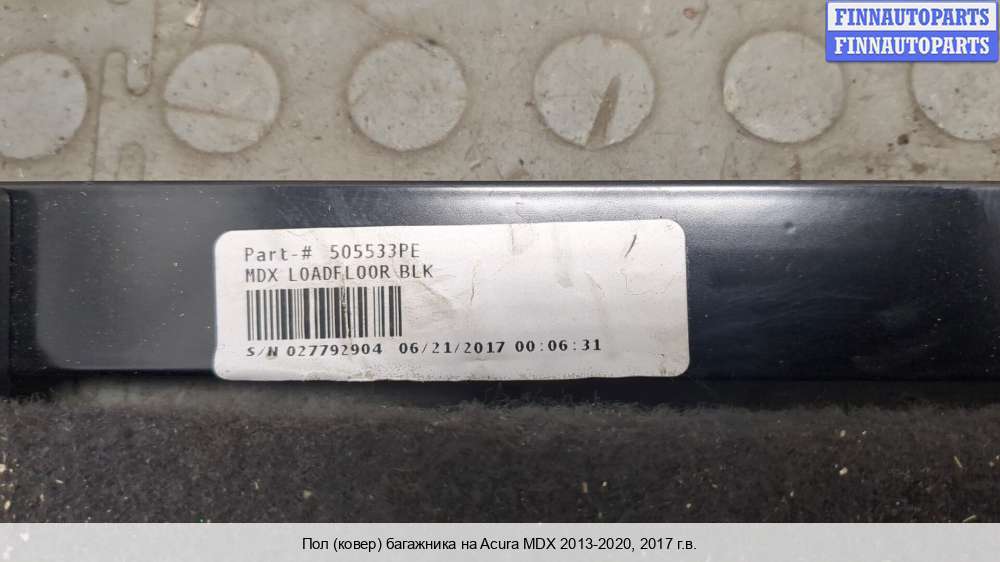 FINNAUTOPARTS
FINNAUTOPARTS
Part-# 505533PE
MDX LOADFLOOR BLK
S/N 027792904 06/21/2017 00:06:31
Пол (ковер) багажника на Acura MDX 2013-2020, 2017 г.в.